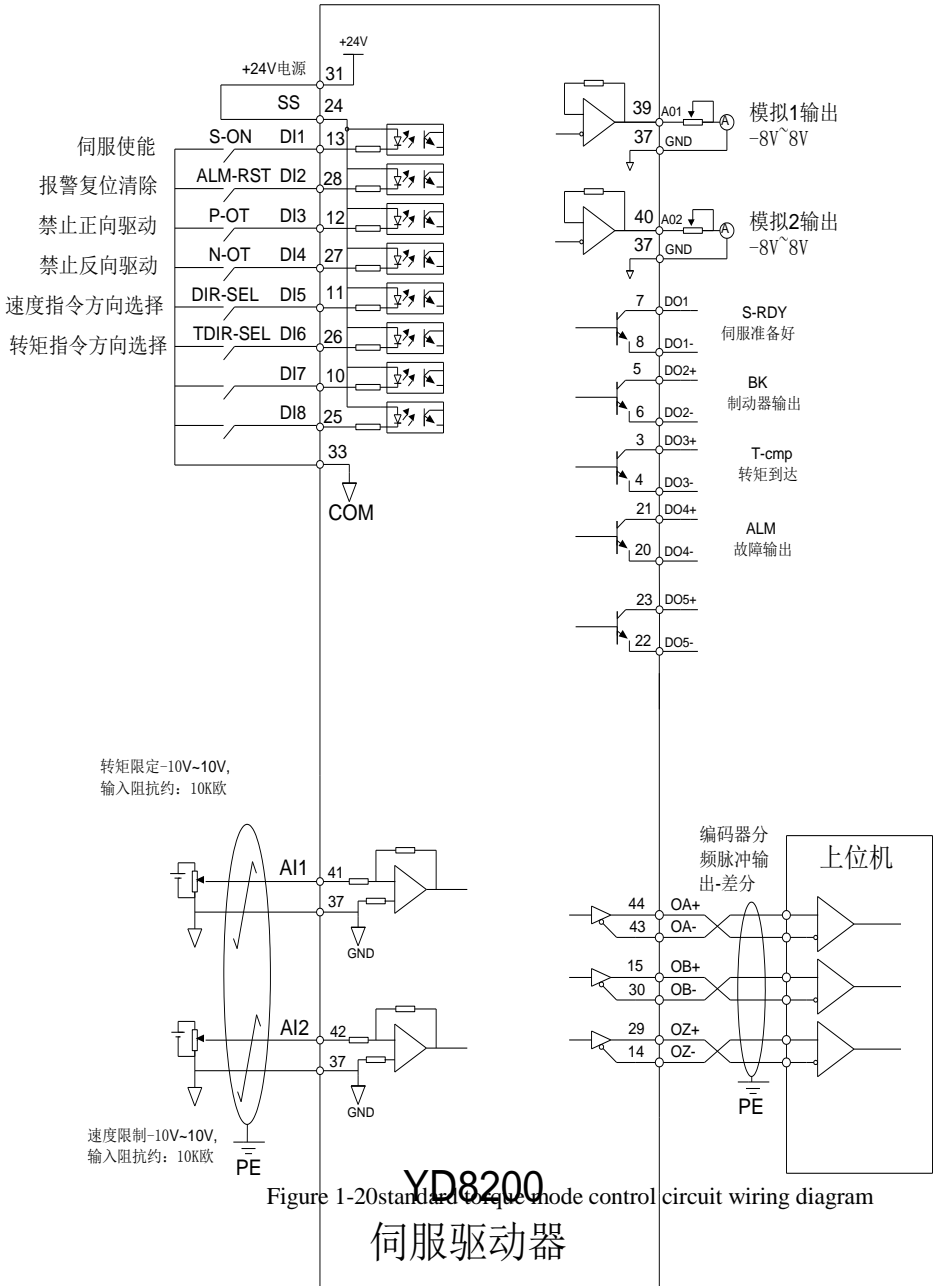 +24V
+24V电源 31
SS 24
伺服使能 S-ON DI1 13
报警复位清除 ALM-RST DI2 28
禁止正向驱动 P-OT DI3 12
禁止反向驱动 N-OT DI4 27
速度指令方向选择 DIR-SEL DI5 11
转矩指令方向选择 TDIR-SEL DI6 26
DI7 10
DI8 25
33
COM
39 A01 A 模拟1输出
37 GND -8V~8V
40 A02 A 模拟2输出
37 GND -8V~8V
7 DO1 S-RDY
伺服准备好
8 DO1-
5 DO2+ BK
制动器输出
6 DO2-
3 DO3+ T-cmp
转矩到达
4 DO3-
21 DO4+ ALM
故障输出
20 DO4-
23 DO5+
22 DO5-
转矩限定-10V~10V,
输入阻抗约：10K欧
AI1 41
37
GND
AI2 42
37
GND
速度限制-10V~10V,
输入阻抗约：10K欧
PE
编码器分
频脉冲输
出-差分
上位机
44 OA+
43 OA-
15 OB+
30 OB-
29 OZ+
14 OZ-
PE
YD8200
Figure 1-20standard torque mode control circuit wiring diagram
伺服驱动器